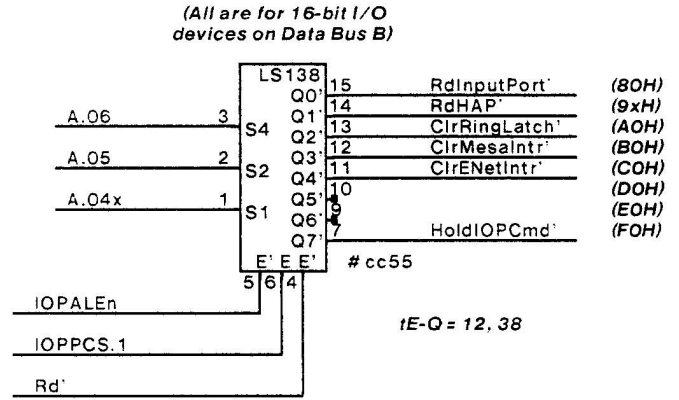 (All are for 16-bit I/O
devices on Data Bus B)
LS138
Q0' 15 RdInputPort' (80H)
Q1' 14 RdHAP' (9xH)
A.06 3 S4 Q2' 13 ClrRingLatch' (A0H)
Q3' 12 ClrMesaIntr' (B0H)
A.05 2 S2 Q4' 11 ClrENetIntr' (C0H)
Q5' 10 (D0H)
A.04x 1 S1 Q6' 9 (E0H)
Q7' 7 HoldIOPCmd' (F0H)
E' E E' # cc55
5 6 4
IOPALEn
tE-Q = 12, 38
IOPPCS.1
Rd'